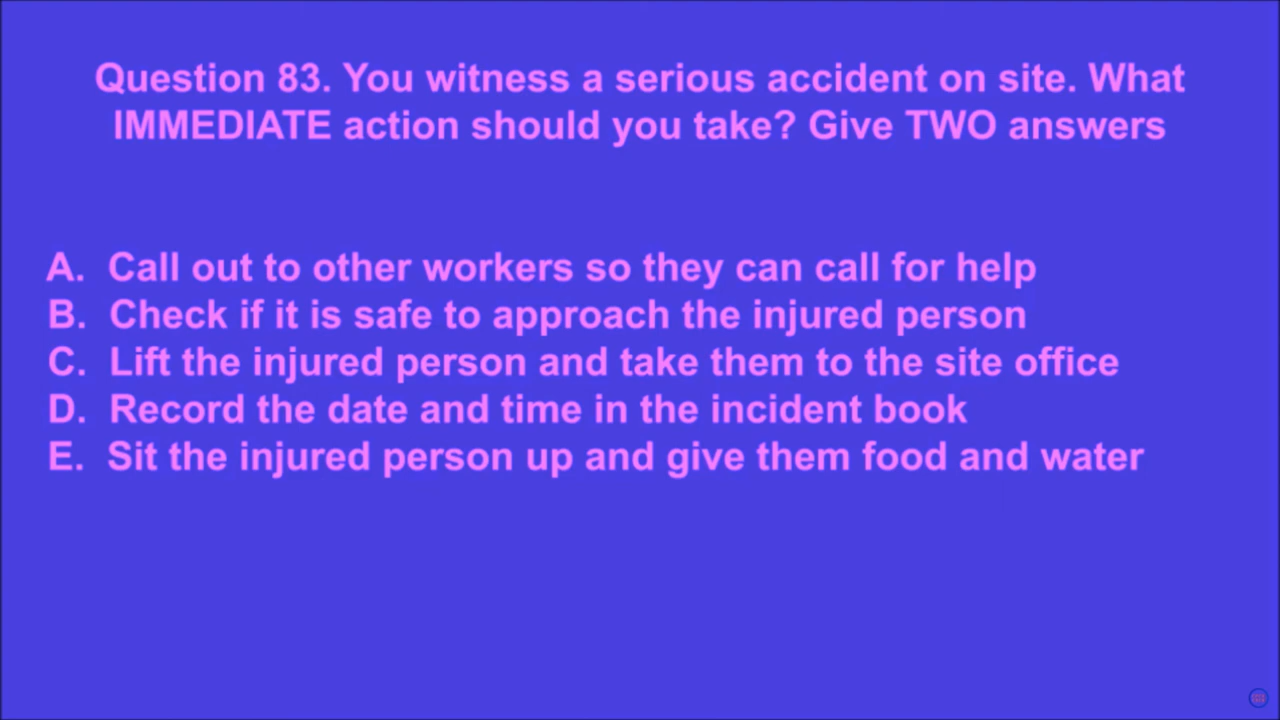 Question 83. You witness a serious accident on site. What
IMMEDIATE action should you take? Give TWO answers
A. Call out to other workers so they can call for help
B. Check if it is safe to approach the injured person
C. Lift the injured person and take them to the site office
D. Record the date and time in the incident book
E. Sit the injured person up and give them food and water